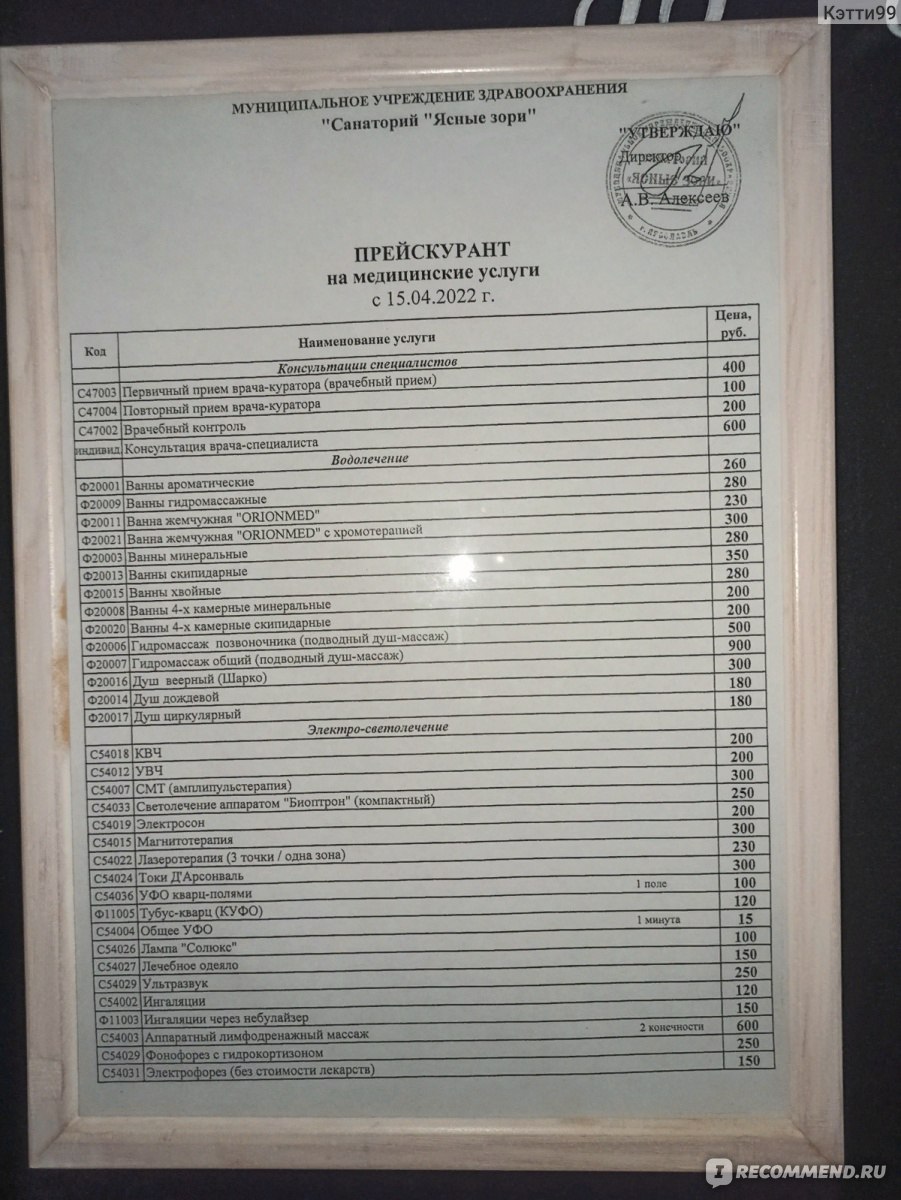 Кэтти99
МУНИЦИПАЛЬНОЕ УЧРЕЖДЕНИЕ ЗДРАВООХРАНЕНИЯ
"Санаторий "Ясные зори"
"УТВЕРЖДАЮ"
Директор
«ЯСНЫЕ ЗОРИ»
А.В. Алексеев
г. ЯРОСЛАВЛЬ
ПРЕЙСКУРАНТ
на медицинские услуги
с 15.04.2022 г.
Код Наименование услуги Цена, руб.
Консультации специалистов
С47003 Первичный прием врача-куратора (врачебный прием) 400
С47004 Повторный прием врача-куратора 100
С47002 Врачебный контроль 200
индивид. Консультация врача-специалиста 600
Водолечение
Ф20001 Ванны ароматические 260
Ф20009 Ванны гидромассажные 280
Ф20011 Ванна жемчужная "ORIONMED" 230
Ф20021 Ванна жемчужная "ORIONMED" с хромотерапией 300
Ф20003 Ванны минеральные 280
Ф20013 Ванны скипидарные 350
Ф20015 Ванны хвойные 280
Ф20008 Ванны 4-х камерные минеральные 200
Ф20020 Ванны 4-х камерные скипидарные 200
Ф20006 Гидромассаж позвоночника (подводный душ-массаж) 500
Ф20007 Гидромассаж общий (подводный душ-массаж) 900
Ф20016 Душ веерный (Шарко) 300
Ф20014 Душ дождевой 180
Ф20017 Душ циркулярный 180
Электро-светолечение
С54018 КВЧ 200
С54012 УВЧ 200
С54007 СМТ (амплипульстерапия) 300
С54033 Светолечение аппаратом "Биоптрон" (компактный) 250
С54019 Электросон 200
С54015 Магнитотерапия 300
С54022 Лазеротерапия (3 точки / одна зона) 230
С54024 Токи Д'Арсонваль 300
С54036 УФО кварц-полями 1 поле 100
Ф11005 Тубус-кварц (КУФО) 120
С54004 Общее УФО 1 минута 15
С54026 Лампа "Солюкс" 100
С54027 Лечебное одеяло 150
С54029 Ультразвук 250
С54002 Ингаляции 120
Ф11003 Ингаляции через небулайзер 150
С54003 Аппаратный лимфодренажный массаж 2 конечности 600
С54029 Фонофорез с гидрокортизоном 250
С54031 Электрофорез (без стоимости лекарств) 150
RECOMMEND.RU